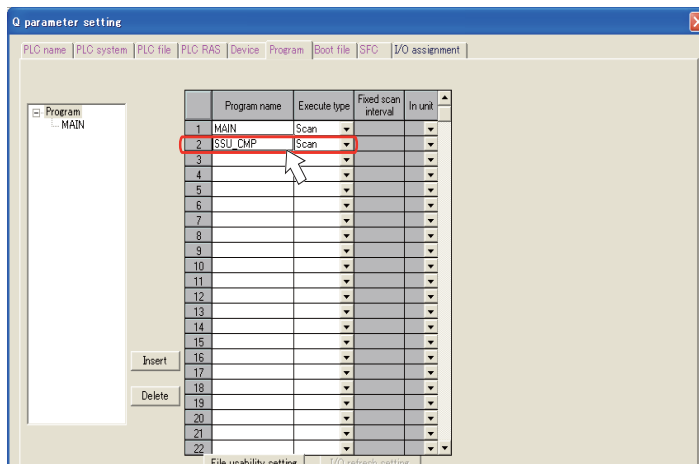 Q parameter setting
PLC name PLC system PLC file PLC RAS Device Program Boot file SFC I/O assignment
Program
MAIN
Program name Execute type Fixed scan interval In unit
1 MAIN Scan
2 SSU_CMP Scan
3
4
5
6
7
8
9
10
11
12
13
14
15
16
17
18
19
20
21
22
Insert
Delete
File usability setting I/O refresh setting